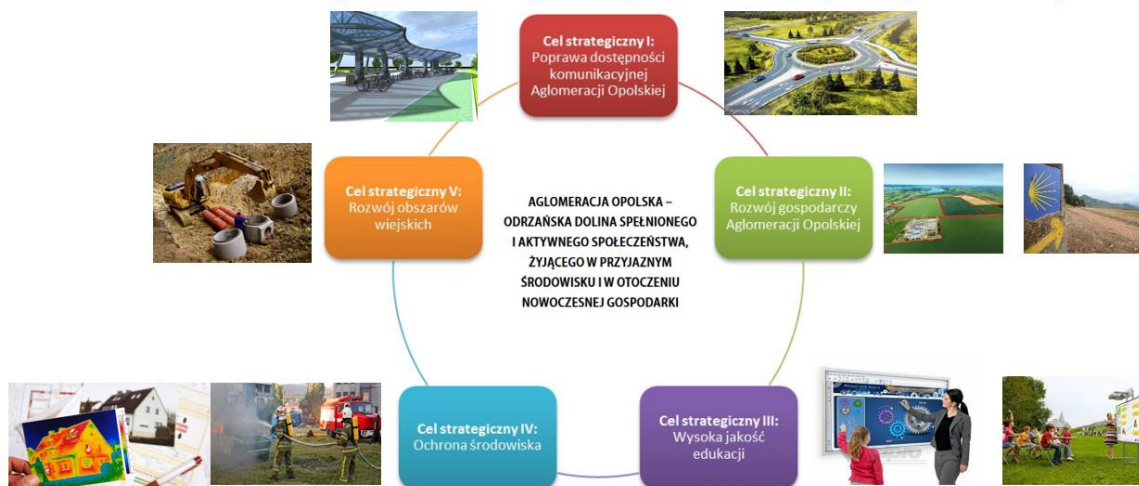 Cel strategiczny I:
Poprawa dostępności
komunikacyjnej
Aglomeracji Opolskiej
Cel strategiczny V:
Rozwój obszarów
wiejskich
AGLOMERACJA OPOLSKA –
ODRZAŃSKA DOLINA SPEŁNIONEGO
I AKTYWNEGO SPOŁECZEŃSTWA,
ŻYJĄCEGO W PRZYJAZNYM
ŚRODOWISKU I W OTOCZENIU
NOWOCZESNEJ GOSPODARKI
Cel strategiczny II:
Rozwój gospodarczy
Aglomeracji Opolskiej
Cel strategiczny IV:
Ochrona środowiska
Cel strategiczny III:
Wysoka jakość
edukacji